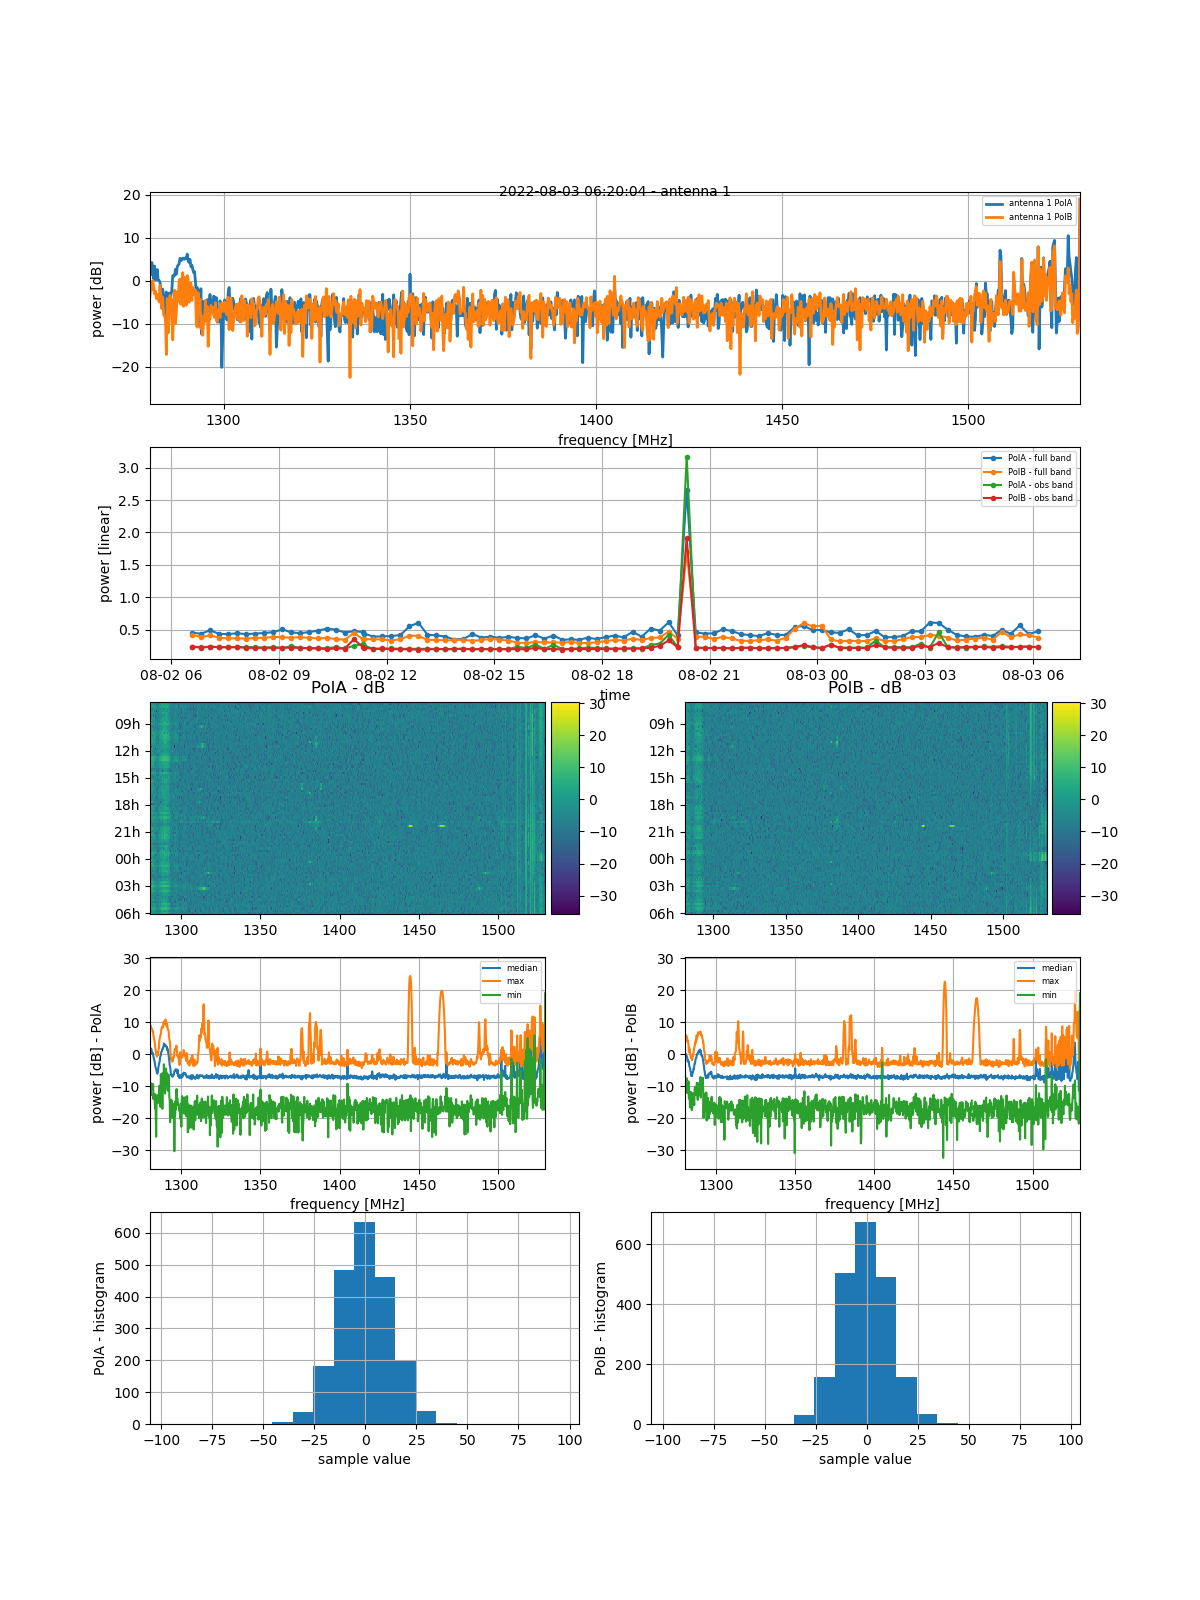 2022-08-03 06:20:04 - antenna 1
20
10
0
−10
−20
power [dB]
antenna 1 PolA
antenna 1 PolB
1300 1350 1400 1450 1500
frequency [MHz]
3.0
2.5
2.0
1.5
1.0
0.5
power [linear]
PolA - full band
PolB - full band
PolA - obs band
PolB - obs band
08-02 06 08-02 09 08-02 12 08-02 15 08-02 18 08-02 21 08-03 00 08-03 03 08-03 06
time
PolA - dB
09h
12h
15h
18h
21h
00h
03h
06h
1300 1350 1400 1450 1500
30
20
10
0
−10
−20
−30
PolB - dB
09h
12h
15h
18h
21h
00h
03h
06h
1300 1350 1400 1450 1500
30
20
10
0
−10
−20
−30
30
20
10
0
−10
−20
−30
power [dB] - PolA
median
max
min
1300 1350 1400 1450 1500
frequency [MHz]
30
20
10
0
−10
−20
−30
power [dB] - PolB
median
max
min
1300 1350 1400 1450 1500
frequency [MHz]
600
500
400
300
200
100
0
PolA - histogram
−100 −75 −50 −25 0 25 50 75 100
sample value
600
400
200
0
PolB - histogram
−100 −75 −50 −25 0 25 50 75 100
sample value